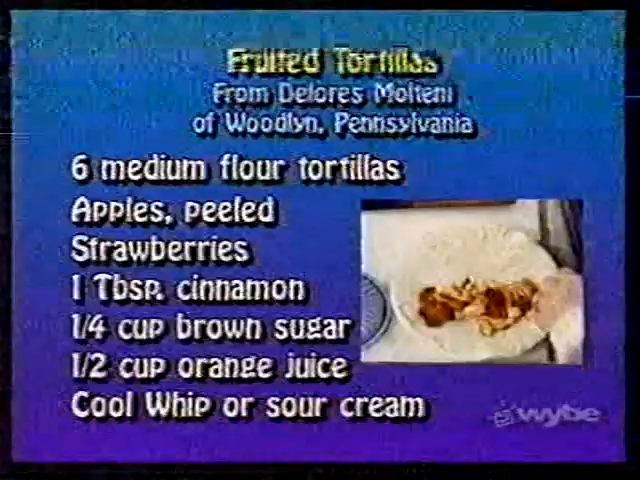 Fruited Tortillas
From Delores Molteni
of Woodlyn, Pennsylvania
6 medium flour tortillas
Apples, peeled
Strawberries
1 Tbsp. cinnamon
1/4 cup brown sugar
1/2 cup orange juice
Cool Whip or sour cream
wybe